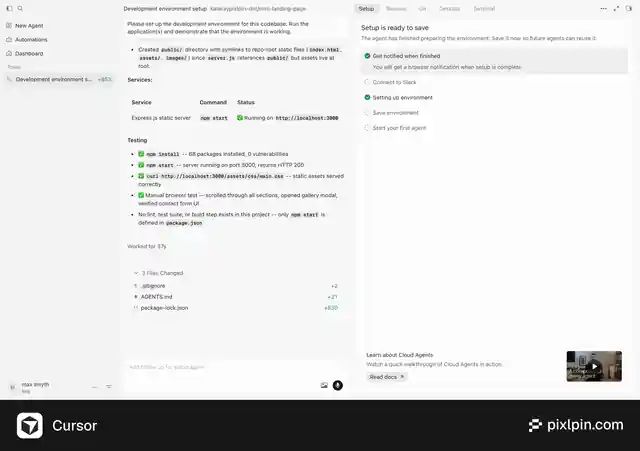 Development environment setup
Setup
Git
Terminal
New Agent
Automations
Dashboard
Today
Development environment s...
Please set up the development environment for this codebase. Run the
application(s) and demonstrate that the environment is working.
Created public/ directory with symlinks to repo-root static files (index.html,
assets/, images/) since server.js references public/ but assets live at
root.
Services:
Service Command Status
Express.js static server npm start Running on http://localhost:3000
Testing
npm install -- 68 packages installed, 0 vulnerabilities
npm start -- server running on port 3000, returns HTTP 200
curl http://localhost:3000/assets/css/main.css -- static assets served
correctly
Manual browser test -- scrolled through all sections, opened gallery modal,
verified contact form UI
No lint, test suite, or build step exists in this project -- only npm start is
defined in package.json
Worked for 37s
3 Files Changed
.gitignore +2
AGENTS.md +21
package-lock.json +830
Add follow up
max smyth
Setup is ready to save
The agent has finished preparing the environment. Save it now so future agents can reuse it.
Get notified when finished
You will get a browser notification when setup is complete.
Connect to Slack
Setting up environment
Save environment
Start your first agent
Learn about Cloud Agents
Watch a quick walkthrough of Cloud Agents in action.
Read docs
Cursor
pixlpin.com